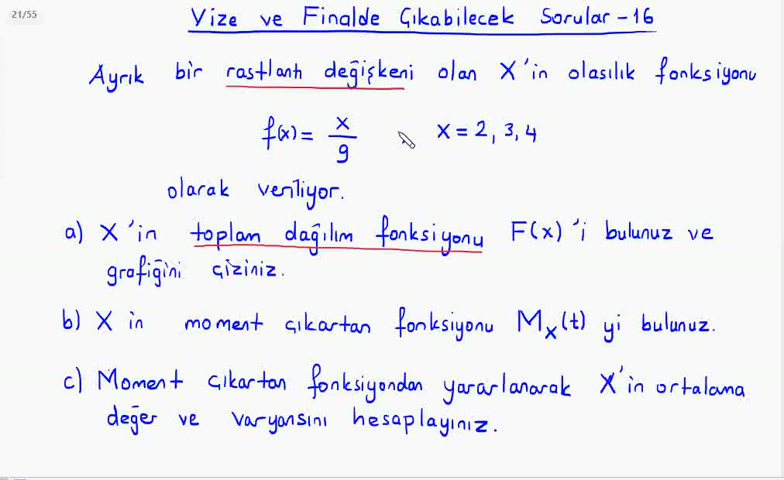 21/55
Vize ve Finalde Çıkabilecek Sorular - 16
Ayrık bir rastlantı değişkeni olan X'in olasılık fonksiyonu
f(x) = x/9 x = 2, 3, 4
olarak veriliyor.
a) X'in toplam dağılım fonksiyonu F(x)'i bulunuz ve
grafiğini çiziniz.
b) X in moment çıkartan fonksiyonu Mx(t) yi bulunuz.
c) Moment çıkartan fonksiyondan yararlanarak X'in ortalama
değer ve varyansını hesaplayınız.